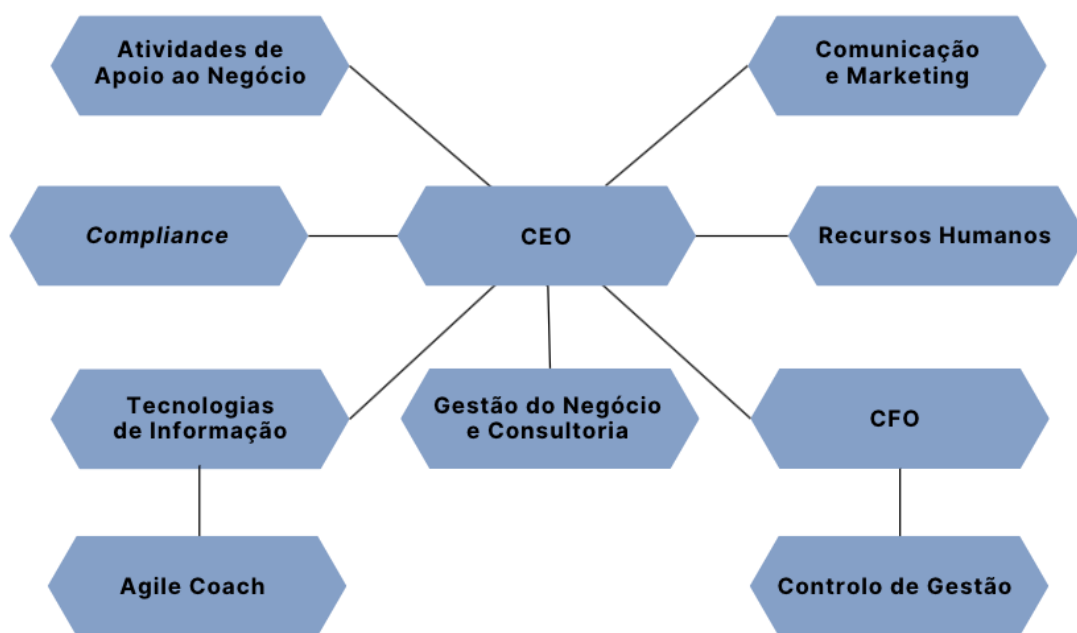 Atividades de
Apoio ao Negócio
Comunicação
e Marketing
Compliance
CEO
Recursos Humanos
Tecnologias
de Informação
Gestão do Negócio
e Consultoria
CFO
Agile Coach
Controlo de Gestão